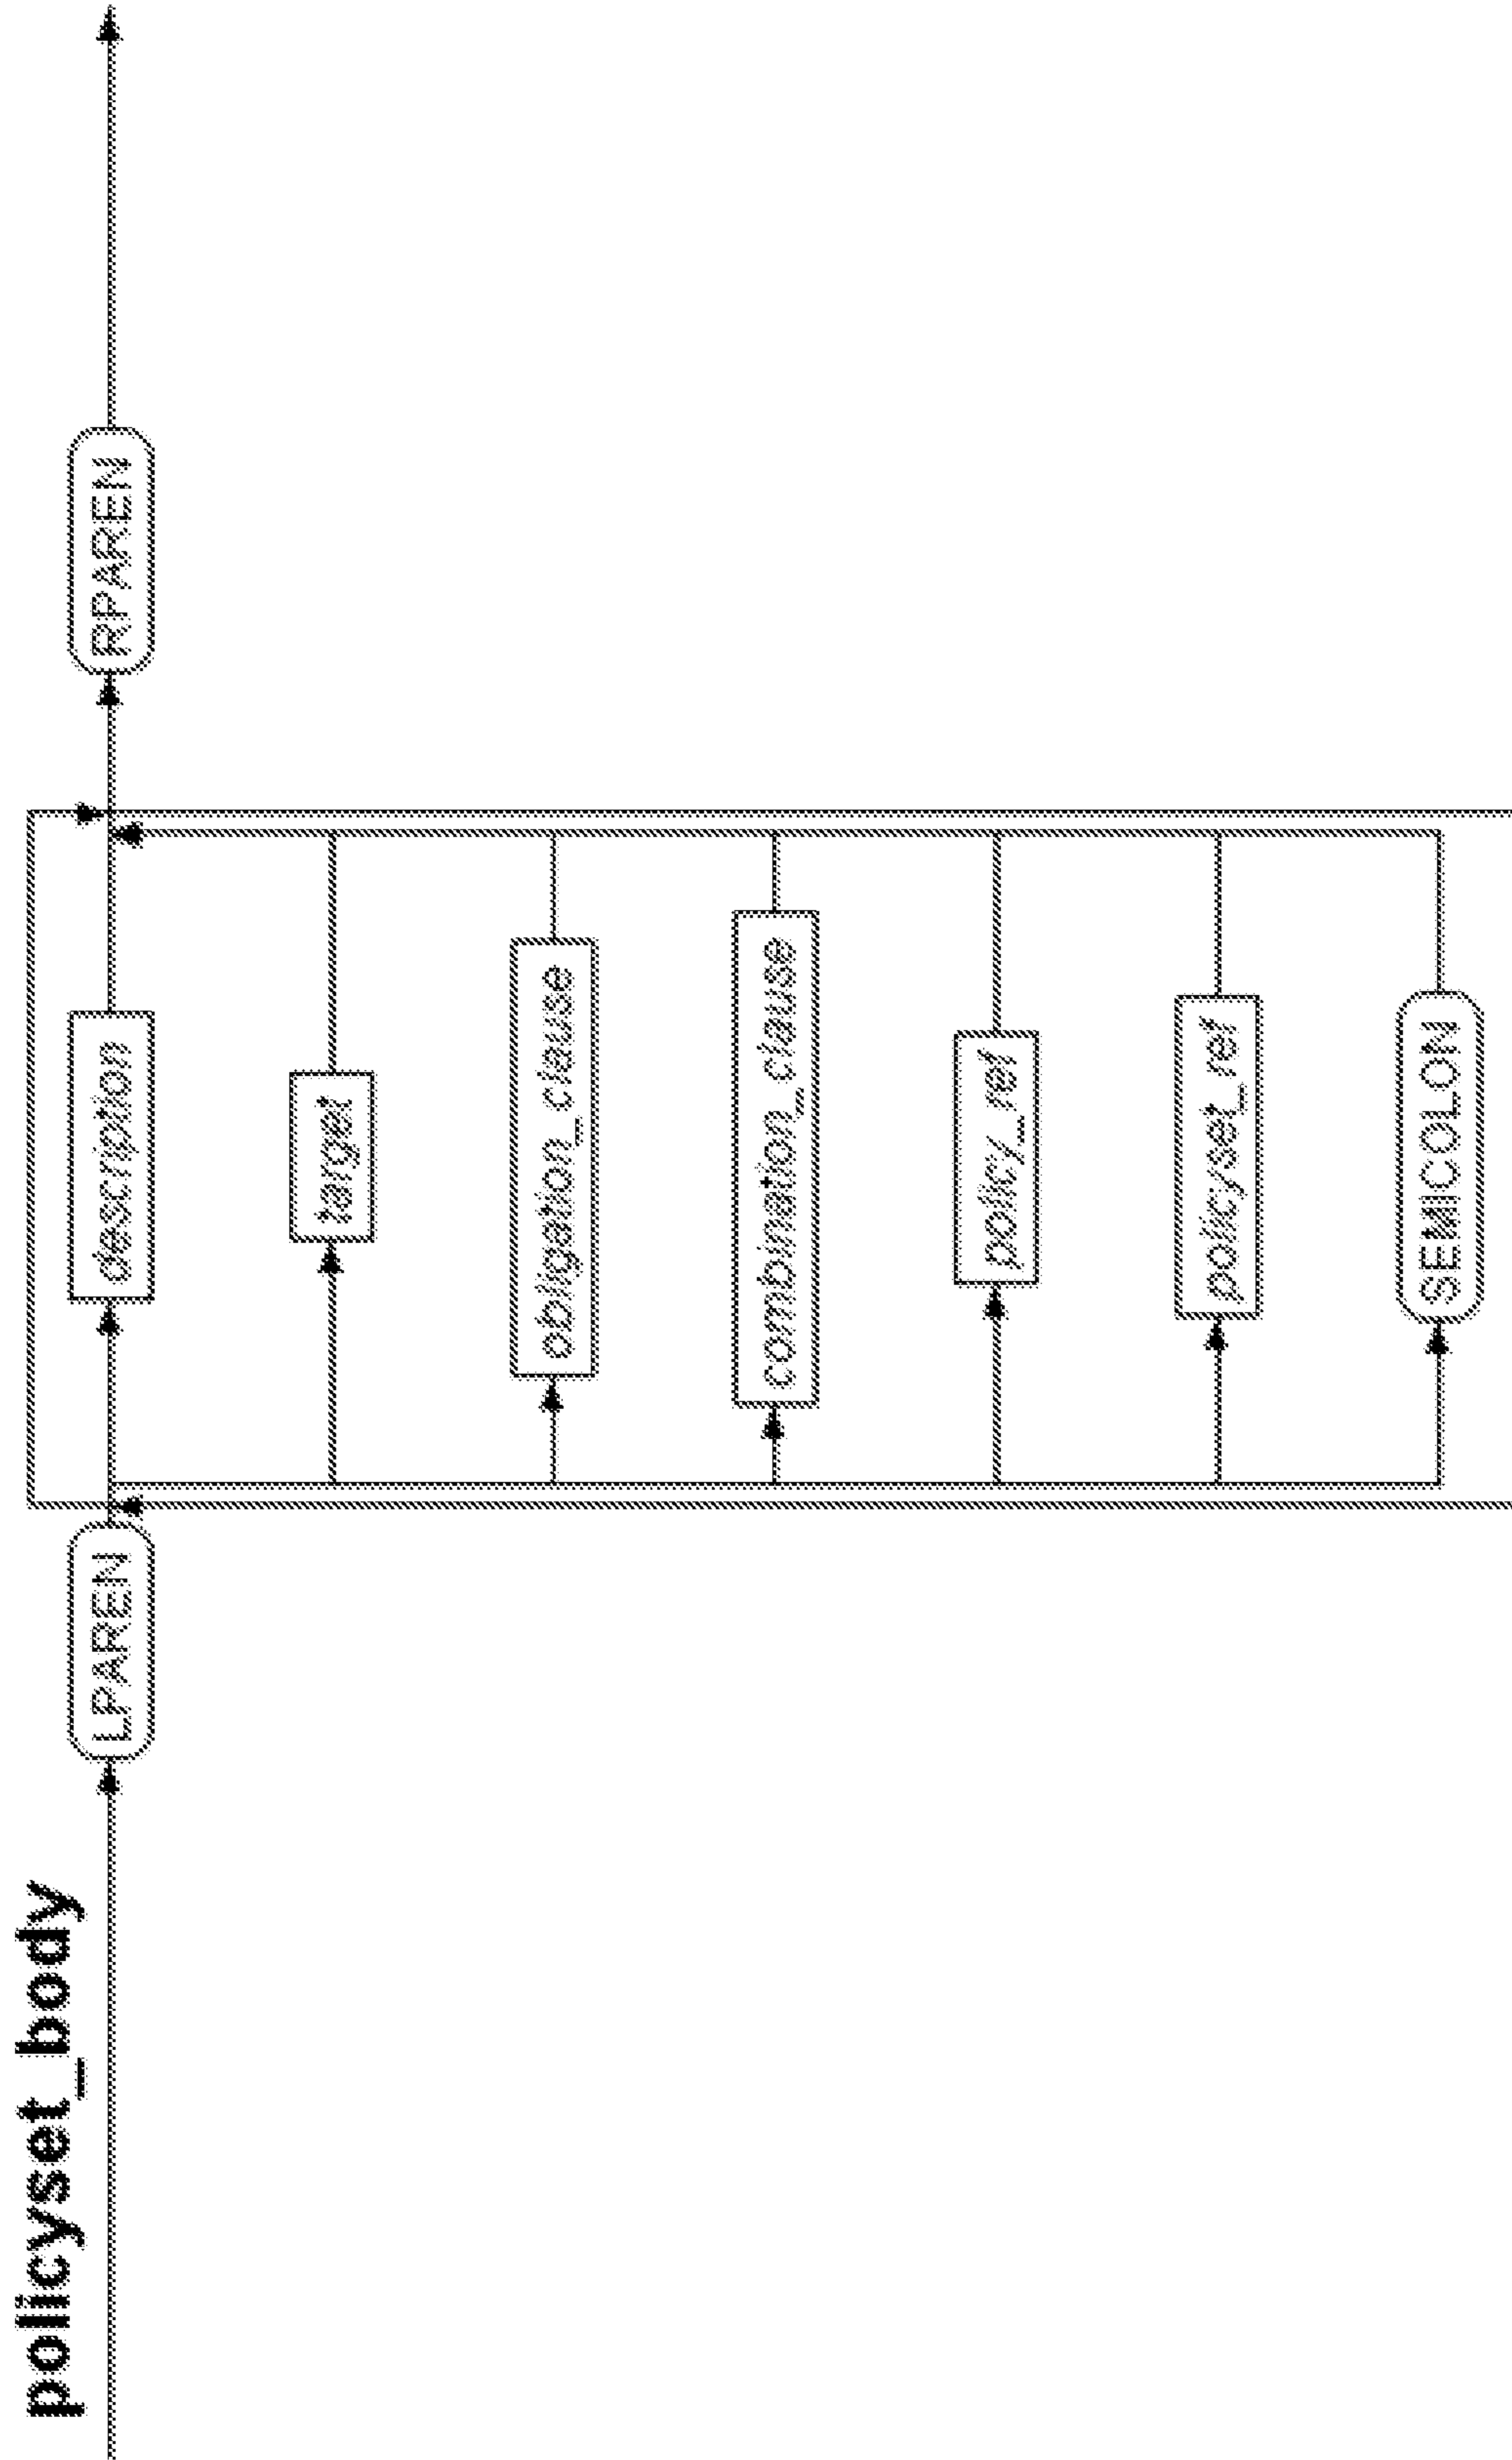 policyset_body
LPAREN
description
RPAREN
target
obligation_clause
combination_clause
policy_ref
policyset_ref
SEMICOLON